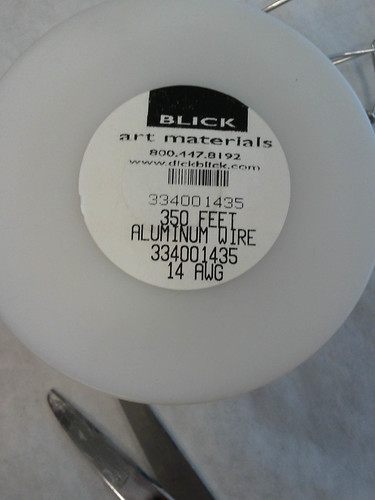 BLICK
art materials
800.447.8192
www.dickblick.com
334001435
350 FEET
ALUMINUM WIRE
334001435
14 AWG